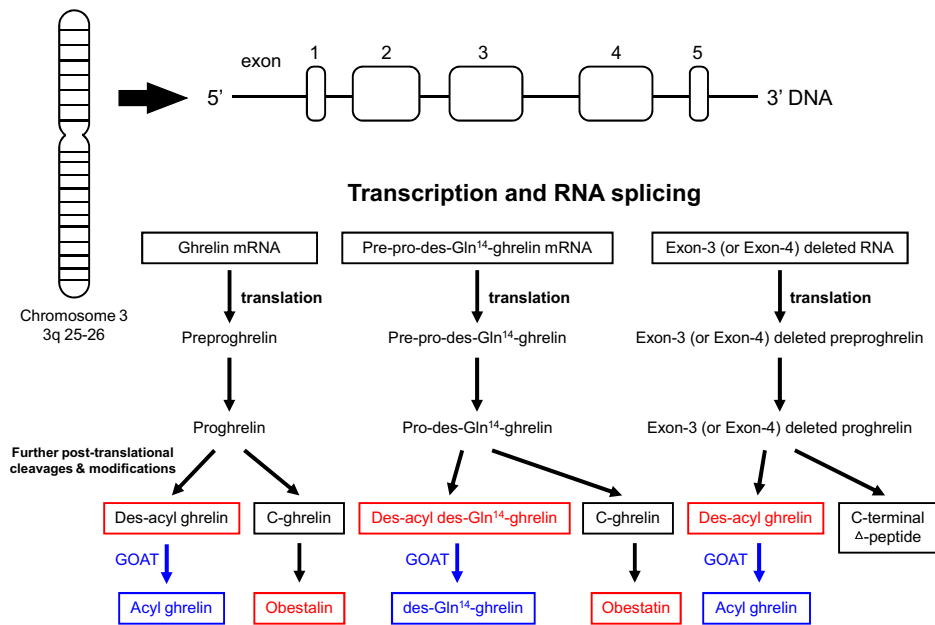 exon
1
2
3
4
5
5’
3’ DNA
Chromosome 3
3q 25-26
Transcription and RNA splicing
Ghrelin mRNA
Pre-pro-des-Gln¹⁴-ghrelin mRNA
Exon-3 (or Exon-4) deleted RNA
translation
translation
translation
Preproghrelin
Pre-pro-des-Gln¹⁴-ghrelin
Exon-3 (or Exon-4) deleted preproghrelin
Proghrelin
Pro-des-Gln¹⁴-ghrelin
Exon-3 (or Exon-4) deleted proghrelin
Further post-translational
cleavages & modifications
Des-acyl ghrelin
C-ghrelin
Des-acyl des-Gln¹⁴-ghrelin
C-ghrelin
Des-acyl ghrelin
C-terminal
Δ-peptide
GOAT
GOAT
GOAT
Acyl ghrelin
Obestalin
des-Gln¹⁴-ghrelin
Obestatin
Acyl ghrelin